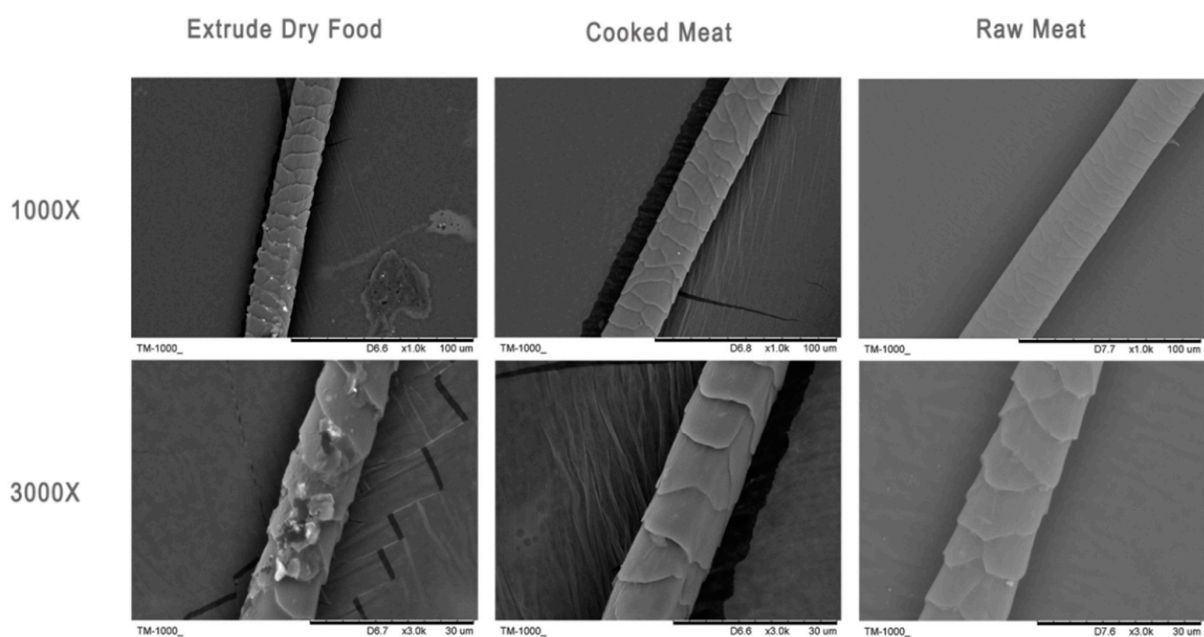 Extrude Dry Food
Cooked Meat
Raw Meat
1000X
TM-1000_ D6.6 x1.0k 100 um
TM-1000_ D6.8 x1.0k 100 um
TM-1000_ D7.7 x1.0k 100 um
3000X
TM-1000_ D6.7 x3.0k 30 um
TM-1000_ D6.6 x3.0k 30 um
TM-1000_ D7.6 x3.0k 30 um